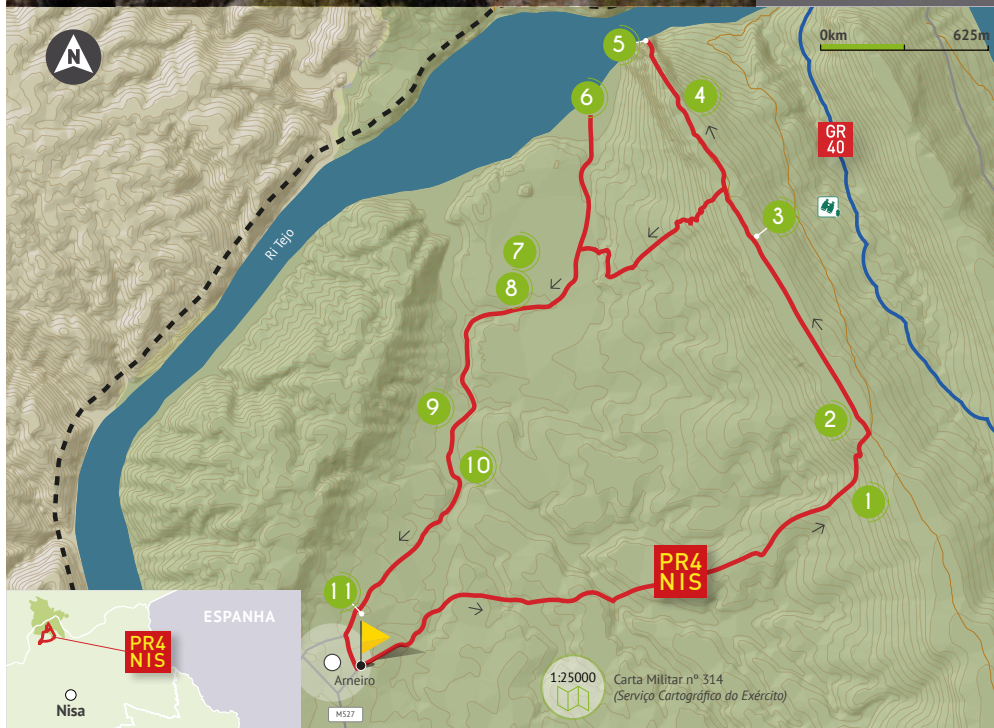 N
0km 625m
5
4
6
GR
40
3
Ri Tejo
7
8
2
9
10
1
PR4
NIS
11
ESPANHA
PR4
NIS
Nisa
Arneiro
M527
1:25000
Carta Militar nº 314
(Serviço Cartográfico do Exército)